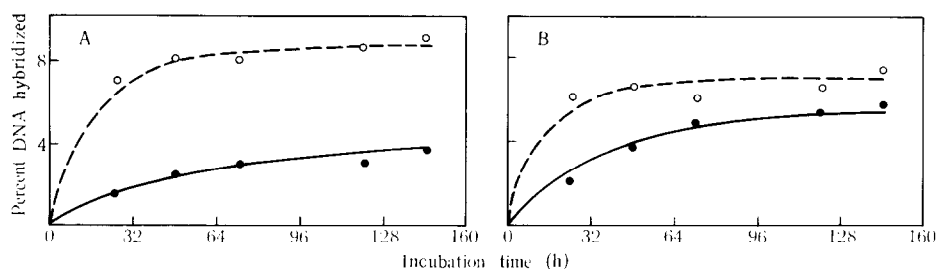 A
B
Percent DNA hybridized
8
4
0 32 64 96 128 160
0 32 64 96 128 160
Incubation time (h)